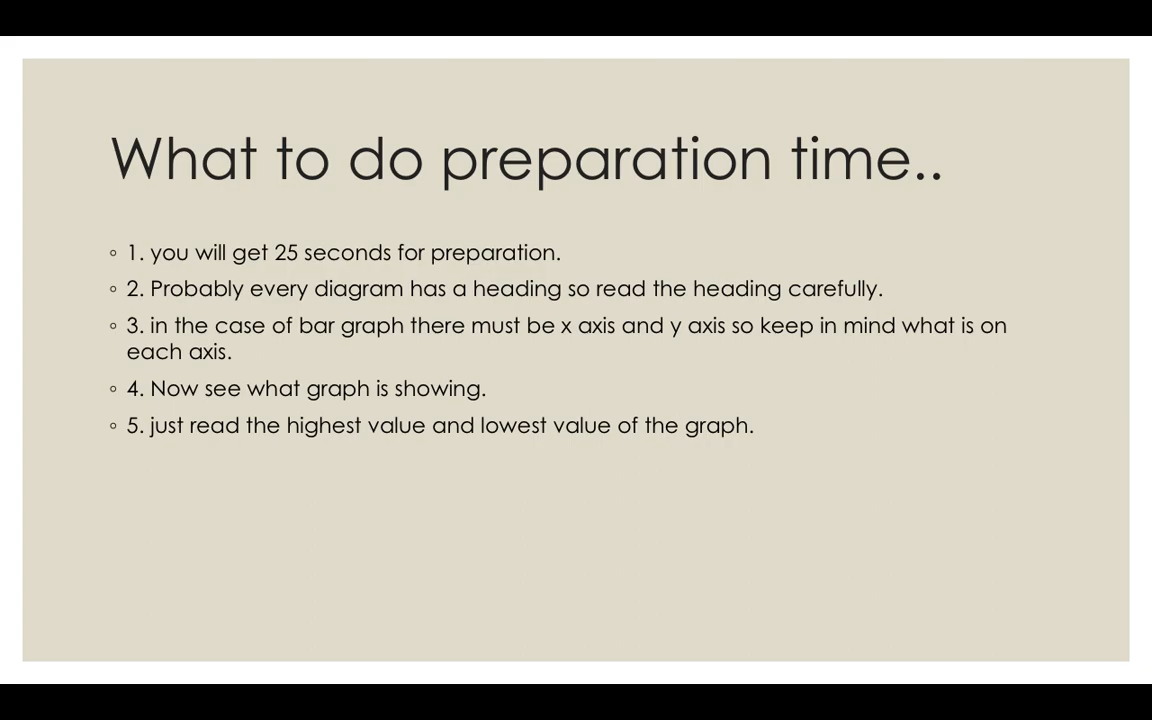 What to do preparation time..
◦ 1. you will get 25 seconds for preparation.
◦ 2. Probably every diagram has a heading so read the heading carefully.
◦ 3. in the case of bar graph there must be x axis and y axis so keep in mind what is on
each axis.
◦ 4. Now see what graph is showing.
◦ 5. just read the highest value and lowest value of the graph.